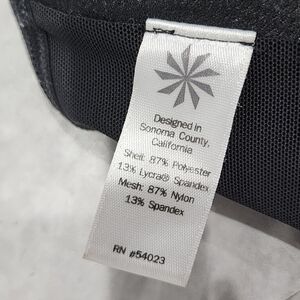 Designed in
Sonoma County,
California
Shell: 87% Polyester
13% Lycra® Spandex
Mesh: 87% Nylon
13% Spandex
RN #54023